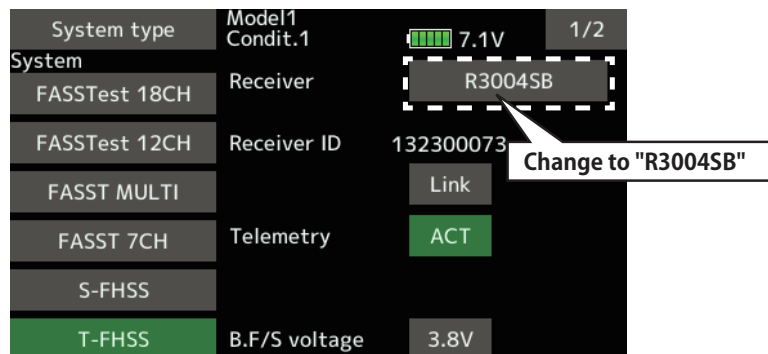 System type
Model1
Condit.1
7.1V
1/2
System
FASSTest 18CH
Receiver
R3004SB
FASSTest 12CH
Receiver ID
132300073
Change to "R3004SB"
FASST MULTI
Link
FASST 7CH
Telemetry
ACT
S-FHSS
T-FHSS
B.F/S voltage
3.8V